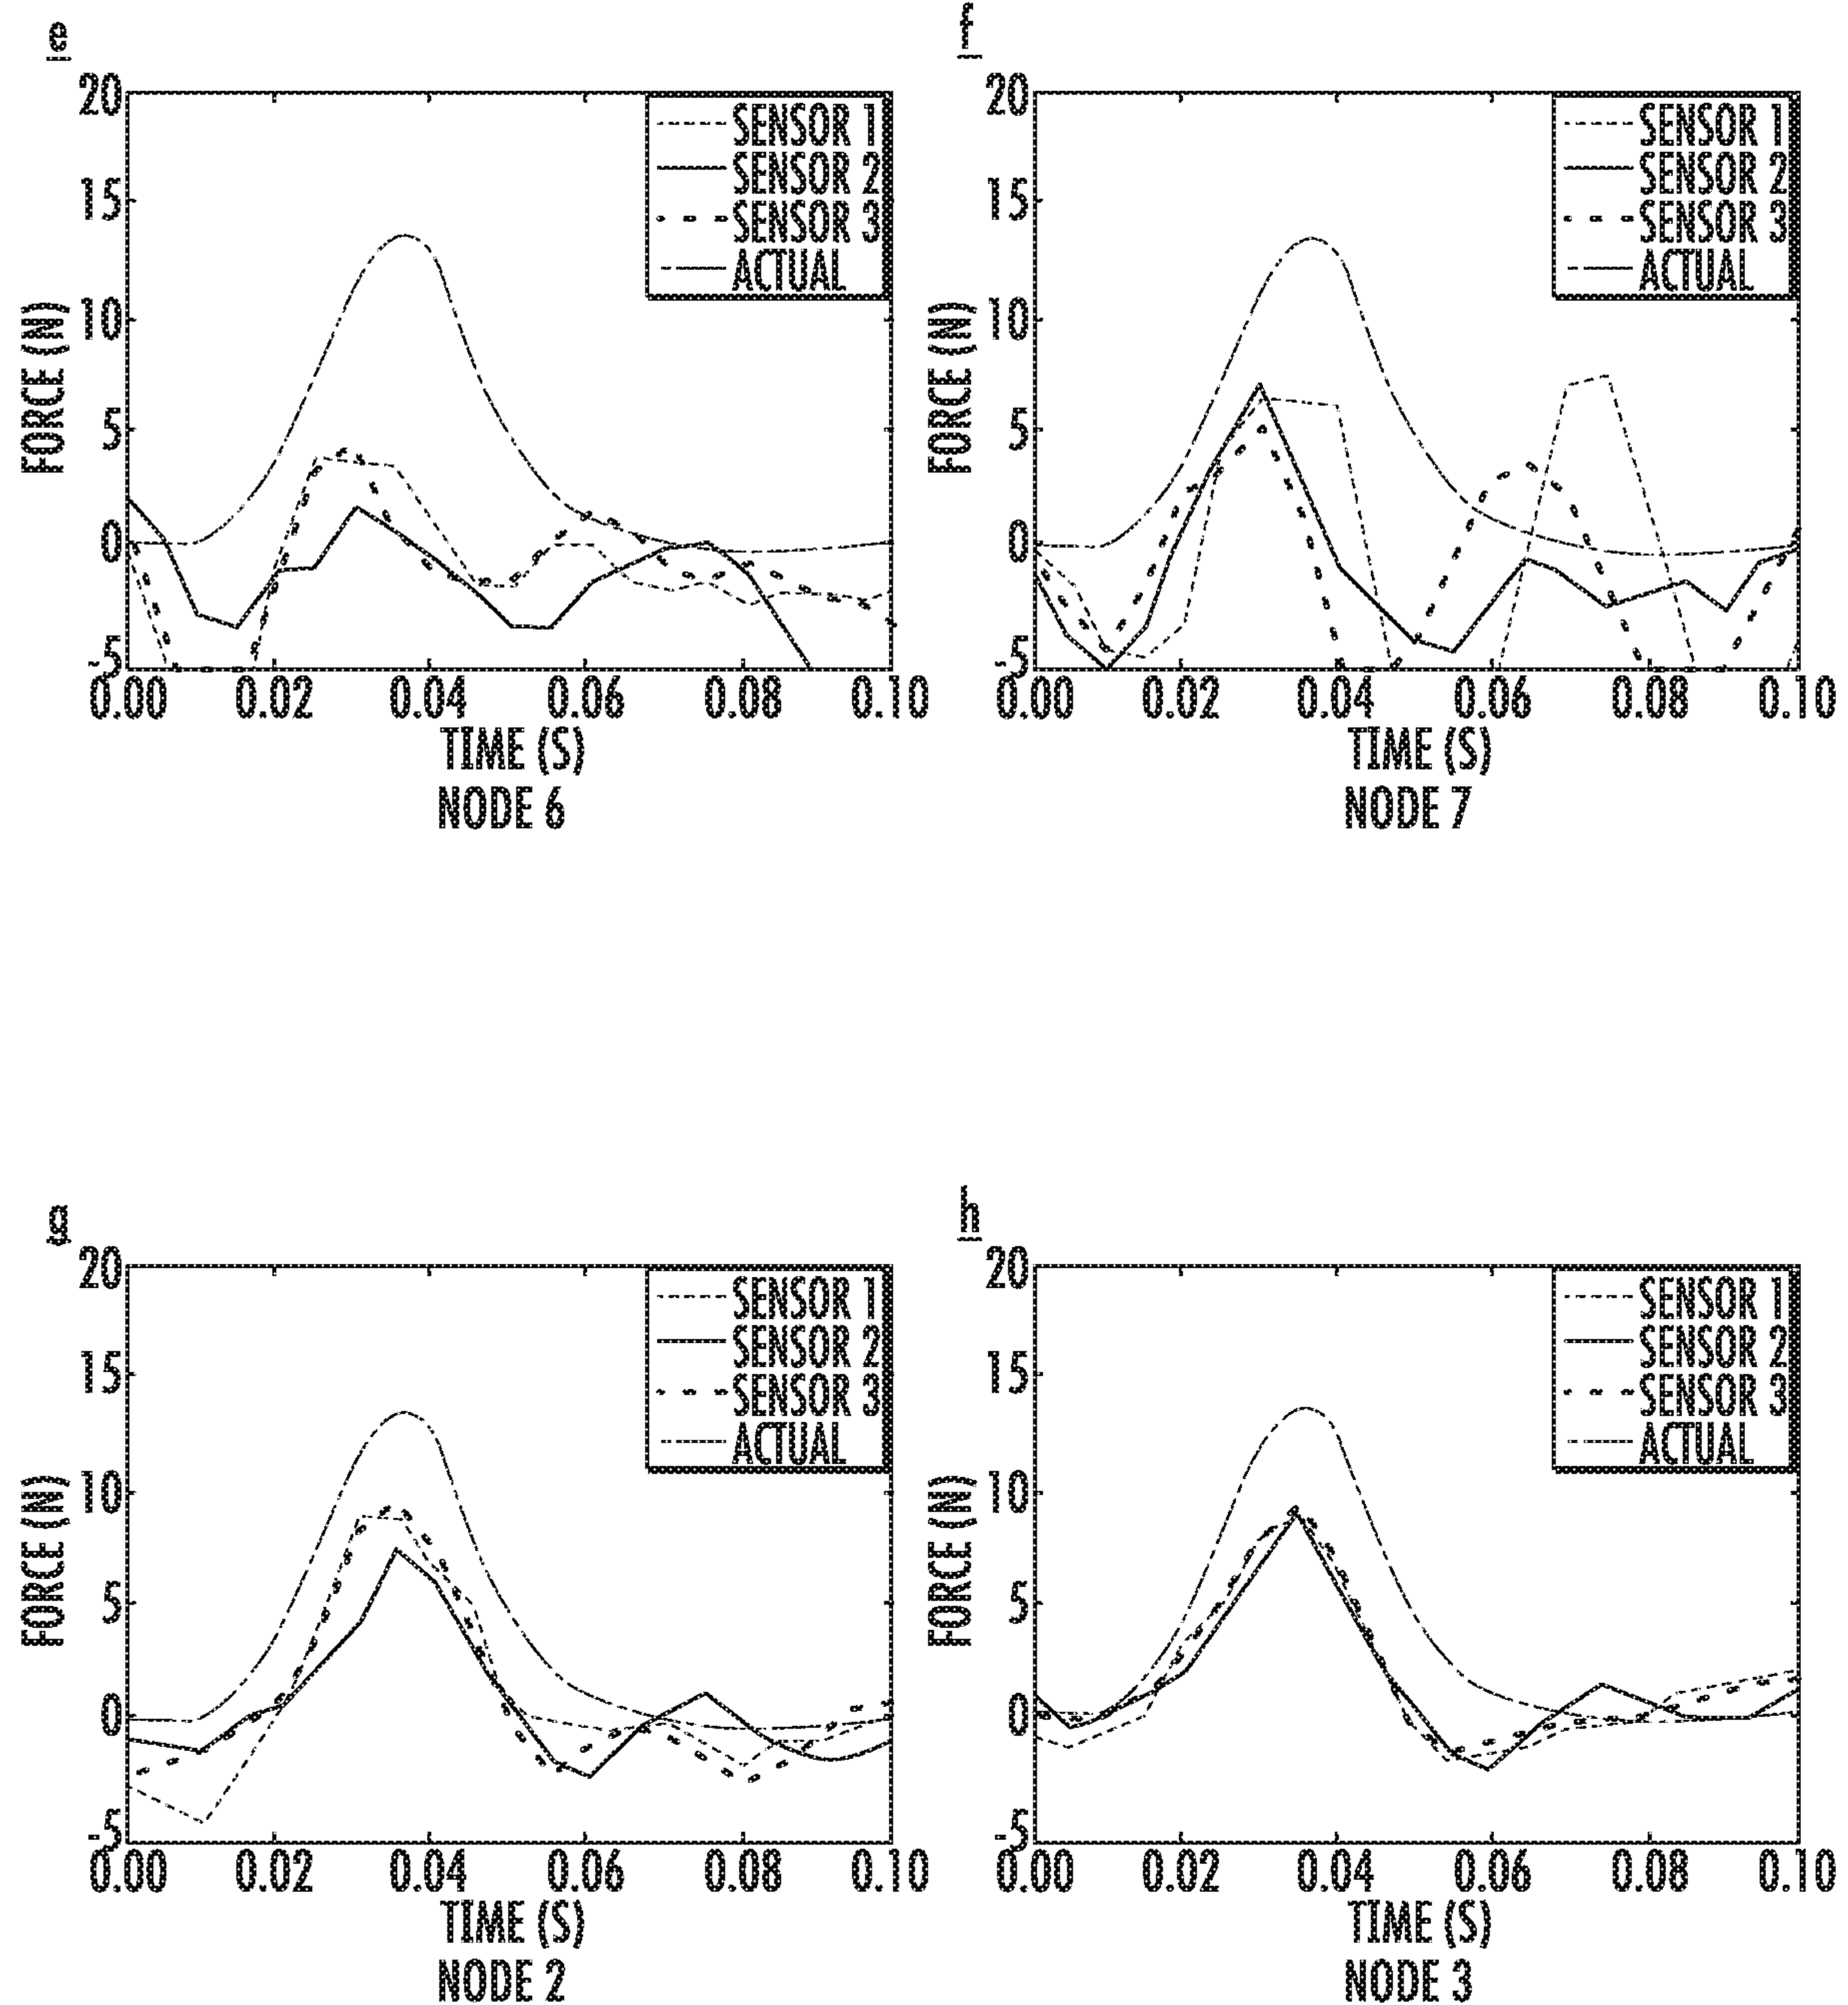 e
20
15
10
5
0
-5
FORCE (N)
SENSOR 1
SENSOR 2
SENSOR 3
ACTUAL
0.00 0.02 0.04 0.06 0.08 0.10
TIME (S)
NODE 6
f
20
15
10
5
0
-5
FORCE (N)
SENSOR 1
SENSOR 2
SENSOR 3
ACTUAL
0.00 0.02 0.04 0.06 0.08 0.10
TIME (S)
NODE 7
g
20
15
10
5
0
-5
FORCE (N)
SENSOR 1
SENSOR 2
SENSOR 3
ACTUAL
0.00 0.02 0.04 0.06 0.08 0.10
TIME (S)
NODE 2
h
20
15
10
5
0
-5
FORCE (N)
SENSOR 1
SENSOR 2
SENSOR 3
ACTUAL
0.00 0.02 0.04 0.06 0.08 0.10
TIME (S)
NODE 3